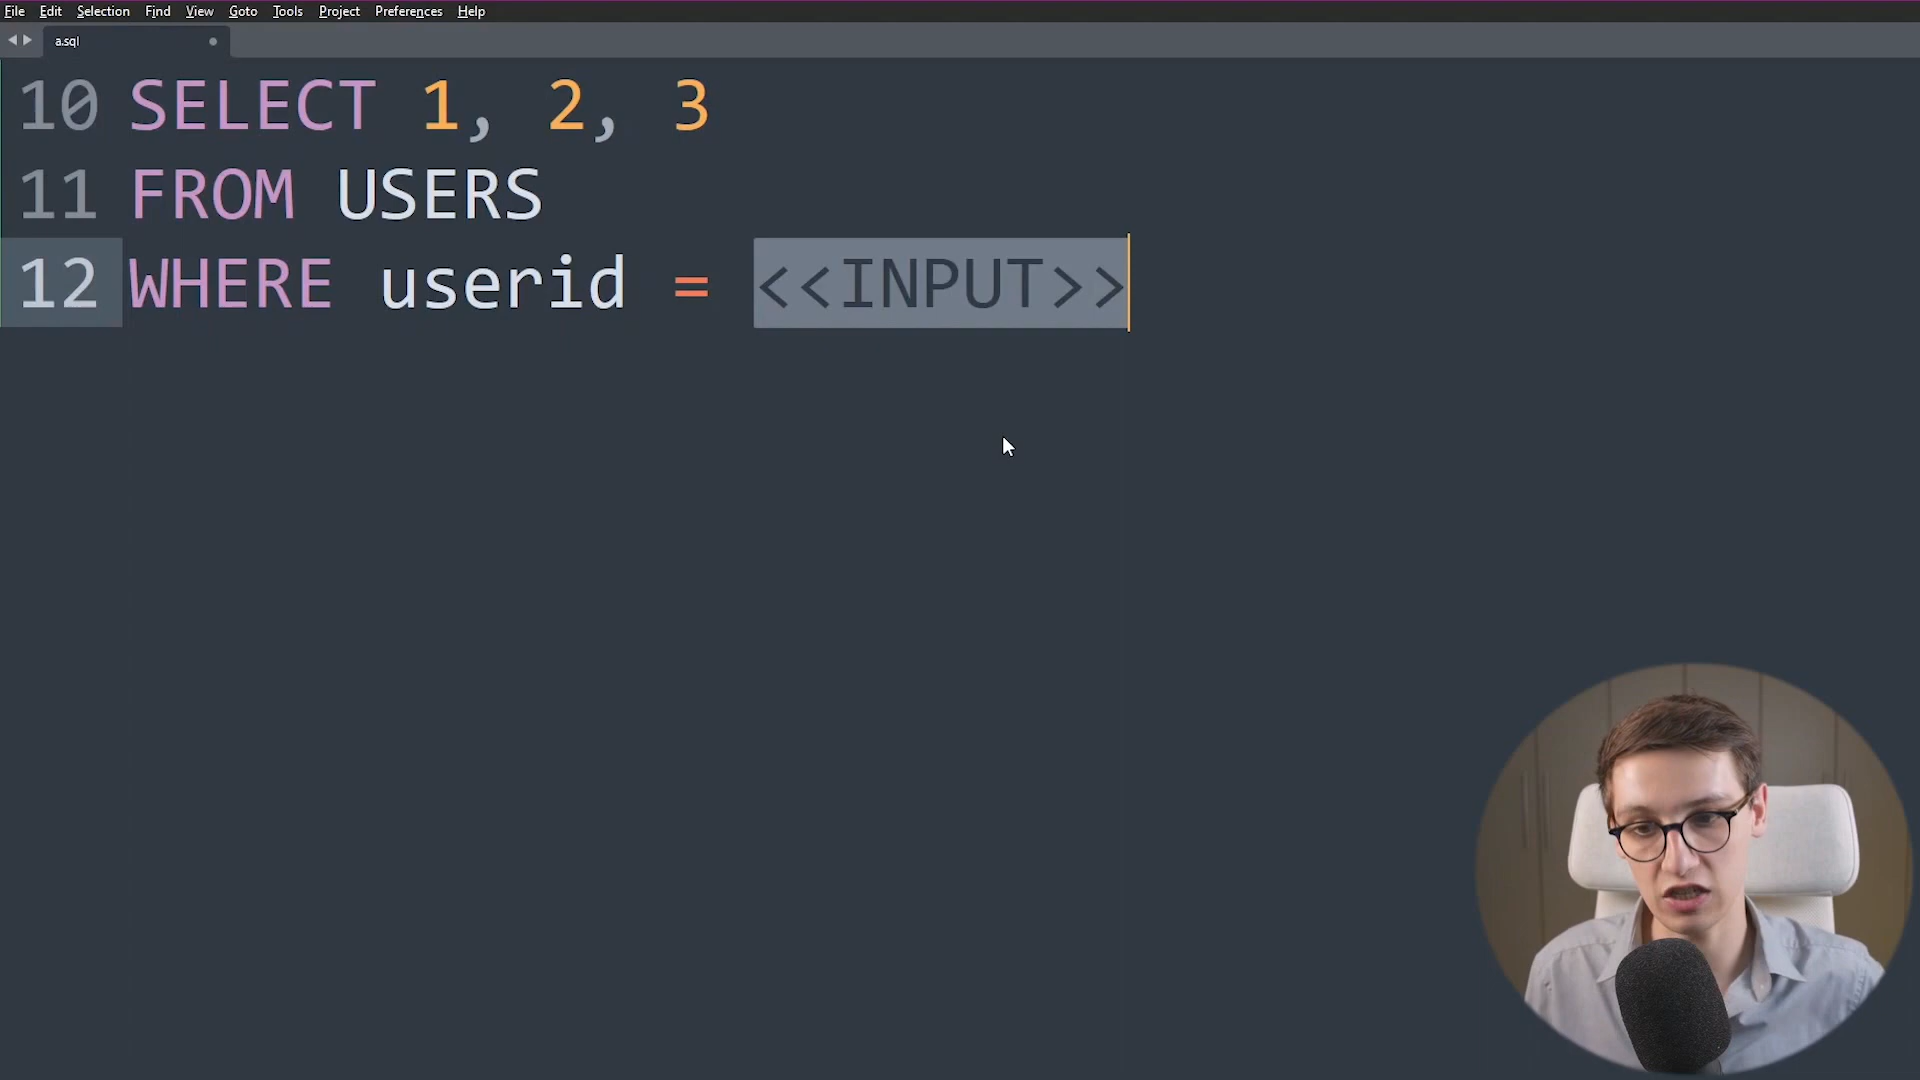 File Edit Selection Find View Goto Tools Project Preferences Help
a.sql
10 SELECT 1, 2, 3
11 FROM USERS
12 WHERE userid = <<INPUT>>